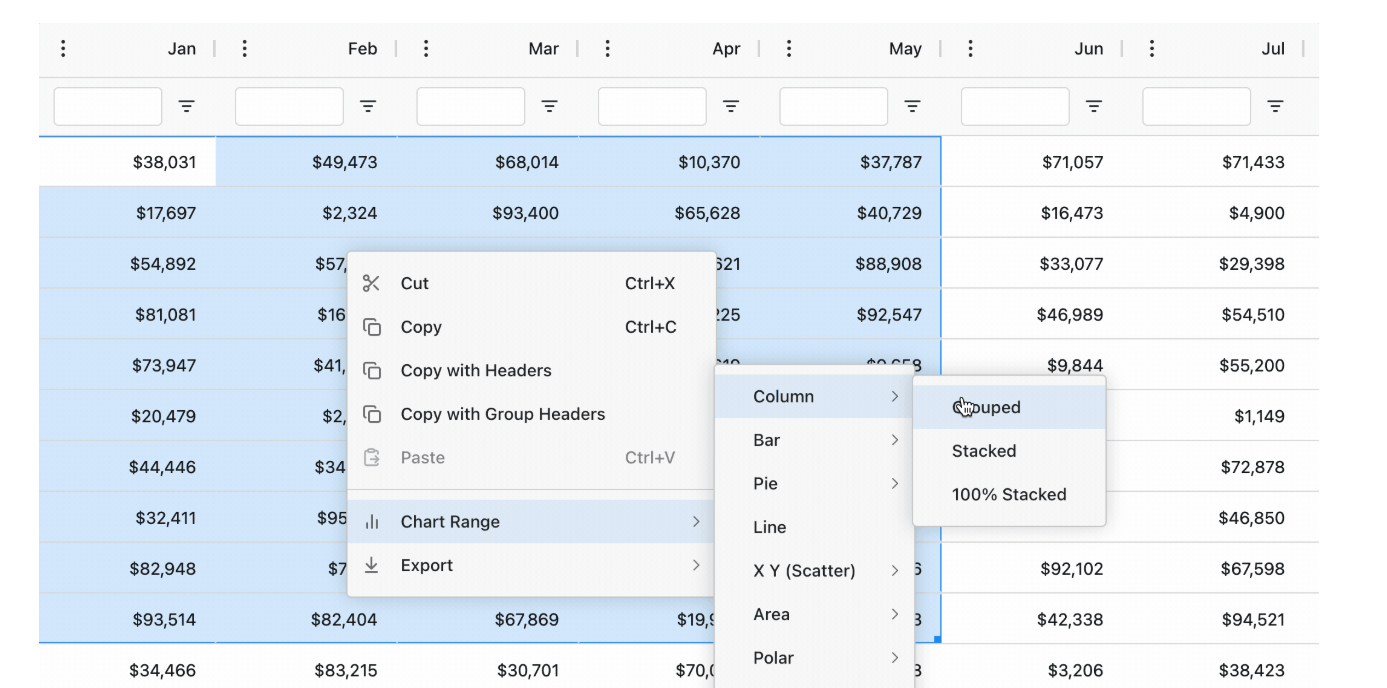 Jan Feb Mar Apr May Jun Jul
$38,031 $49,473 $68,014 $10,370 $37,787 $71,057 $71,433
$17,697 $2,324 $93,400 $65,628 $40,729 $16,473 $4,900
$54,892 $57, 621 $88,908 $33,077 $29,398
Cut Ctrl+X
$81,081 $16 225 $92,547 $46,989 $54,510
Copy Ctrl+C
$73,947 $41, $9,844 $55,200
Copy with Headers
Column
Grouped
$20,479 $2, $1,149
Copy with Group Headers
Bar
Stacked
$44,446 $34 $72,878
Paste Ctrl+V
Pie
100% Stacked
$32,411 $95 $46,850
Chart Range
Line
$82,948 $7 $92,102 $67,598
Export
X Y (Scatter)
$93,514 $82,404 $67,869 $19, $42,338 $94,521
Area
$34,466 $83,215 $30,701 $70, $3,206 $38,423
Polar